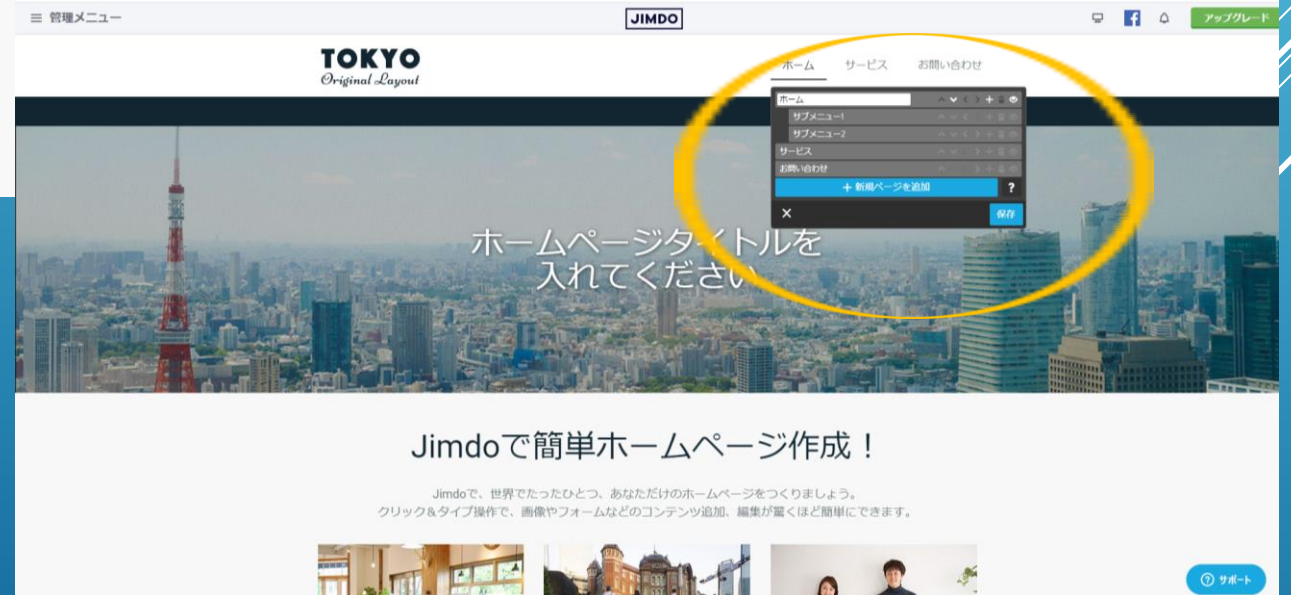 管理メニュー
JIMDO
アップグレード
TOKYO
Original Layout
ホーム
サービス
お問い合わせ
ホーム
サブメニュー1
サブメニュー2
サービス
お問い合わせ
+ 新規ページを追加
?
×
保存
ホームページタイトルを
入れてください
Jimdoで簡単ホームページ作成！
Jimdoで、世界でたったひとつ、あなただけのホームページをつくりましょう。
クリック＆タイプ操作で、画像やフォームなどのコンテンツ追加、編集が驚くほど簡単にできます。
サポート